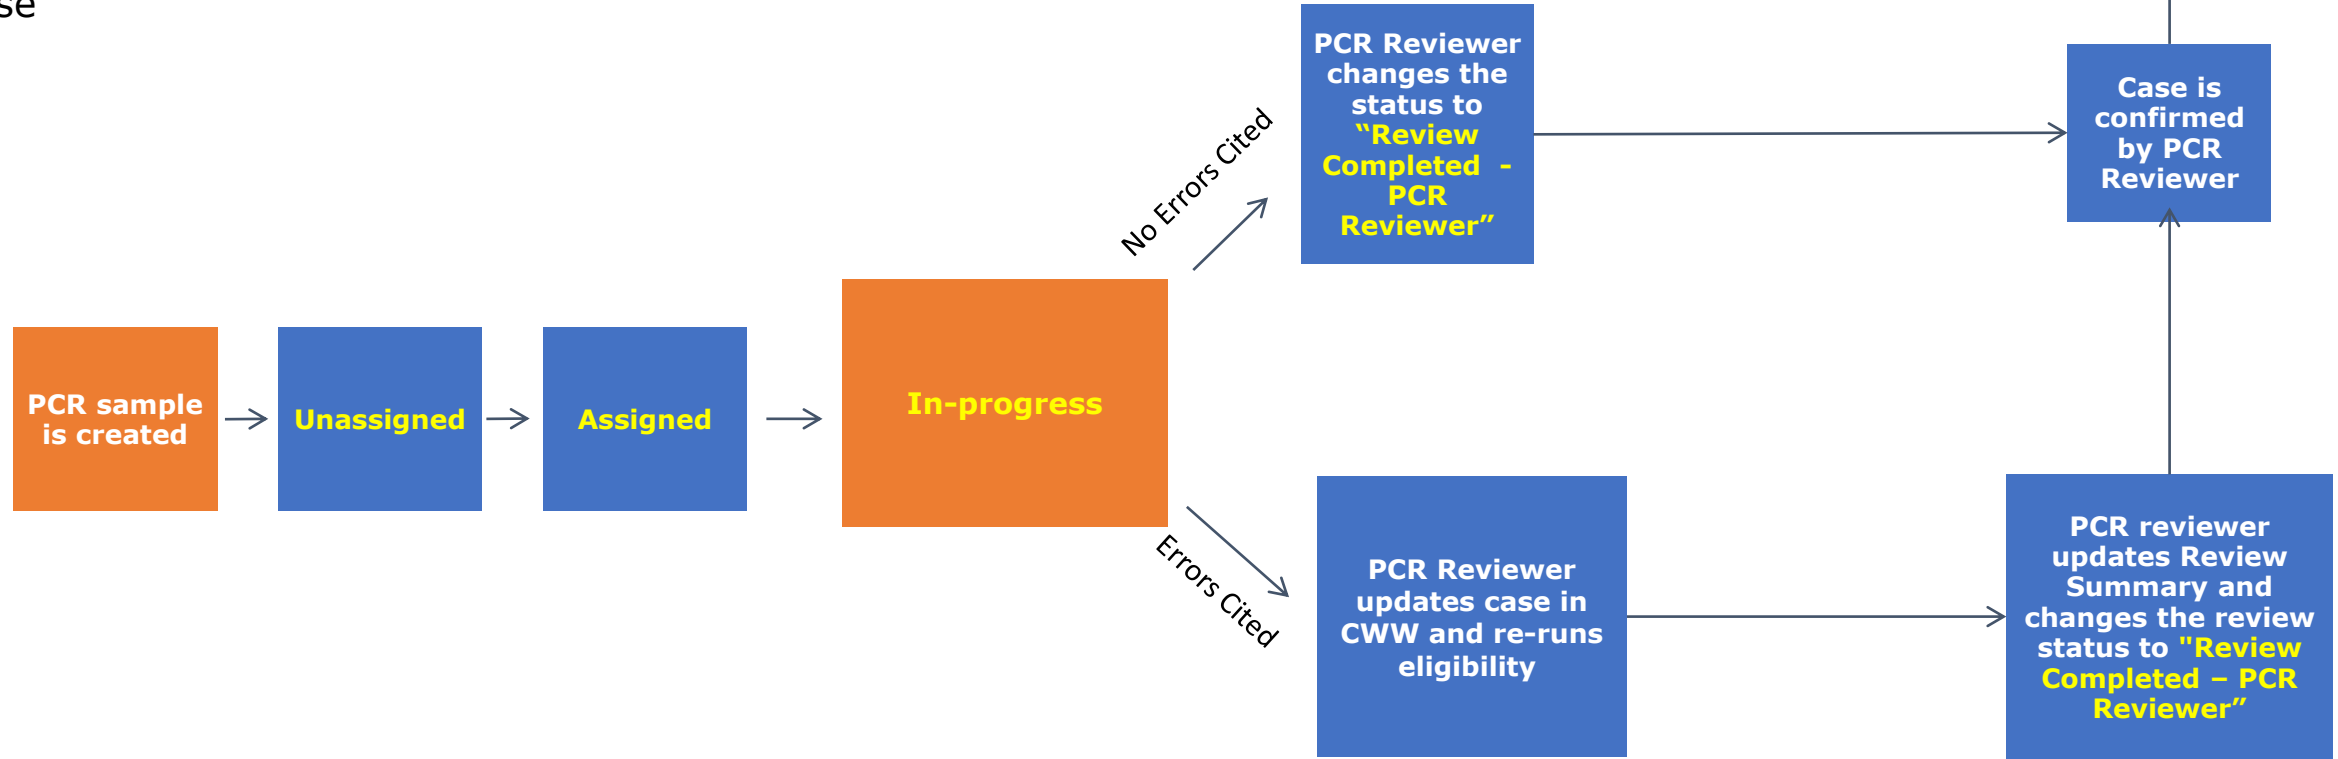 se
PCR sample
is created
Unassigned
Assigned
In-progress
No Errors Cited
PCR Reviewer
changes the
status to
“Review
Completed -
PCR
Reviewer”
Case is
confirmed
by PCR
Reviewer
Errors Cited
PCR Reviewer
updates case in
CWW and re-runs
eligibility
PCR reviewer
updates Review
Summary and
changes the review
status to "Review
Completed – PCR
Reviewer”